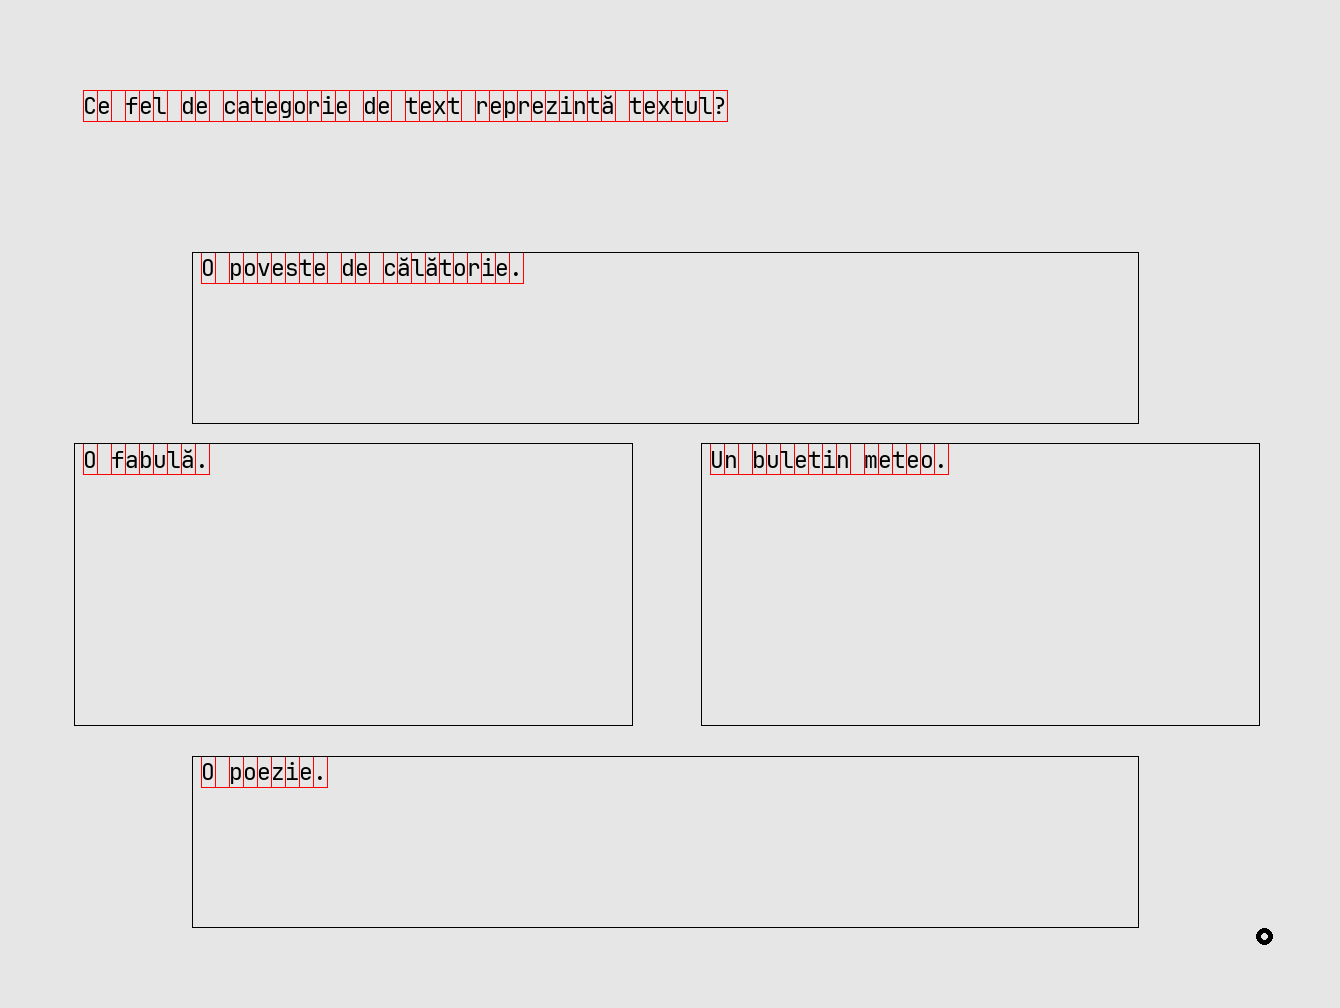 Ce fel de categorie de text reprezintă textul?
O poveste de călătorie.
O fabulă.
Un buletin meteo.
O poezie.